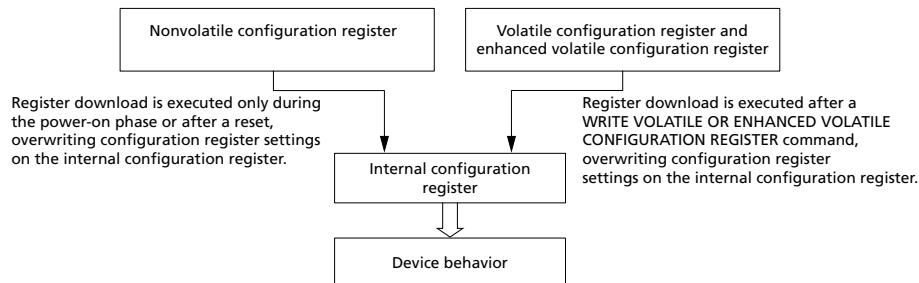 Nonvolatile configuration register
Volatile configuration register and
enhanced volatile configuration register
Register download is executed only during
the power-on phase or after a reset,
overwriting configuration register settings
on the internal configuration register.
Register download is executed after a
WRITE VOLATILE OR ENHANCED VOLATILE
CONFIGURATION REGISTER command,
overwriting configuration register
settings on the internal configuration register.
Internal configuration
register
Device behavior